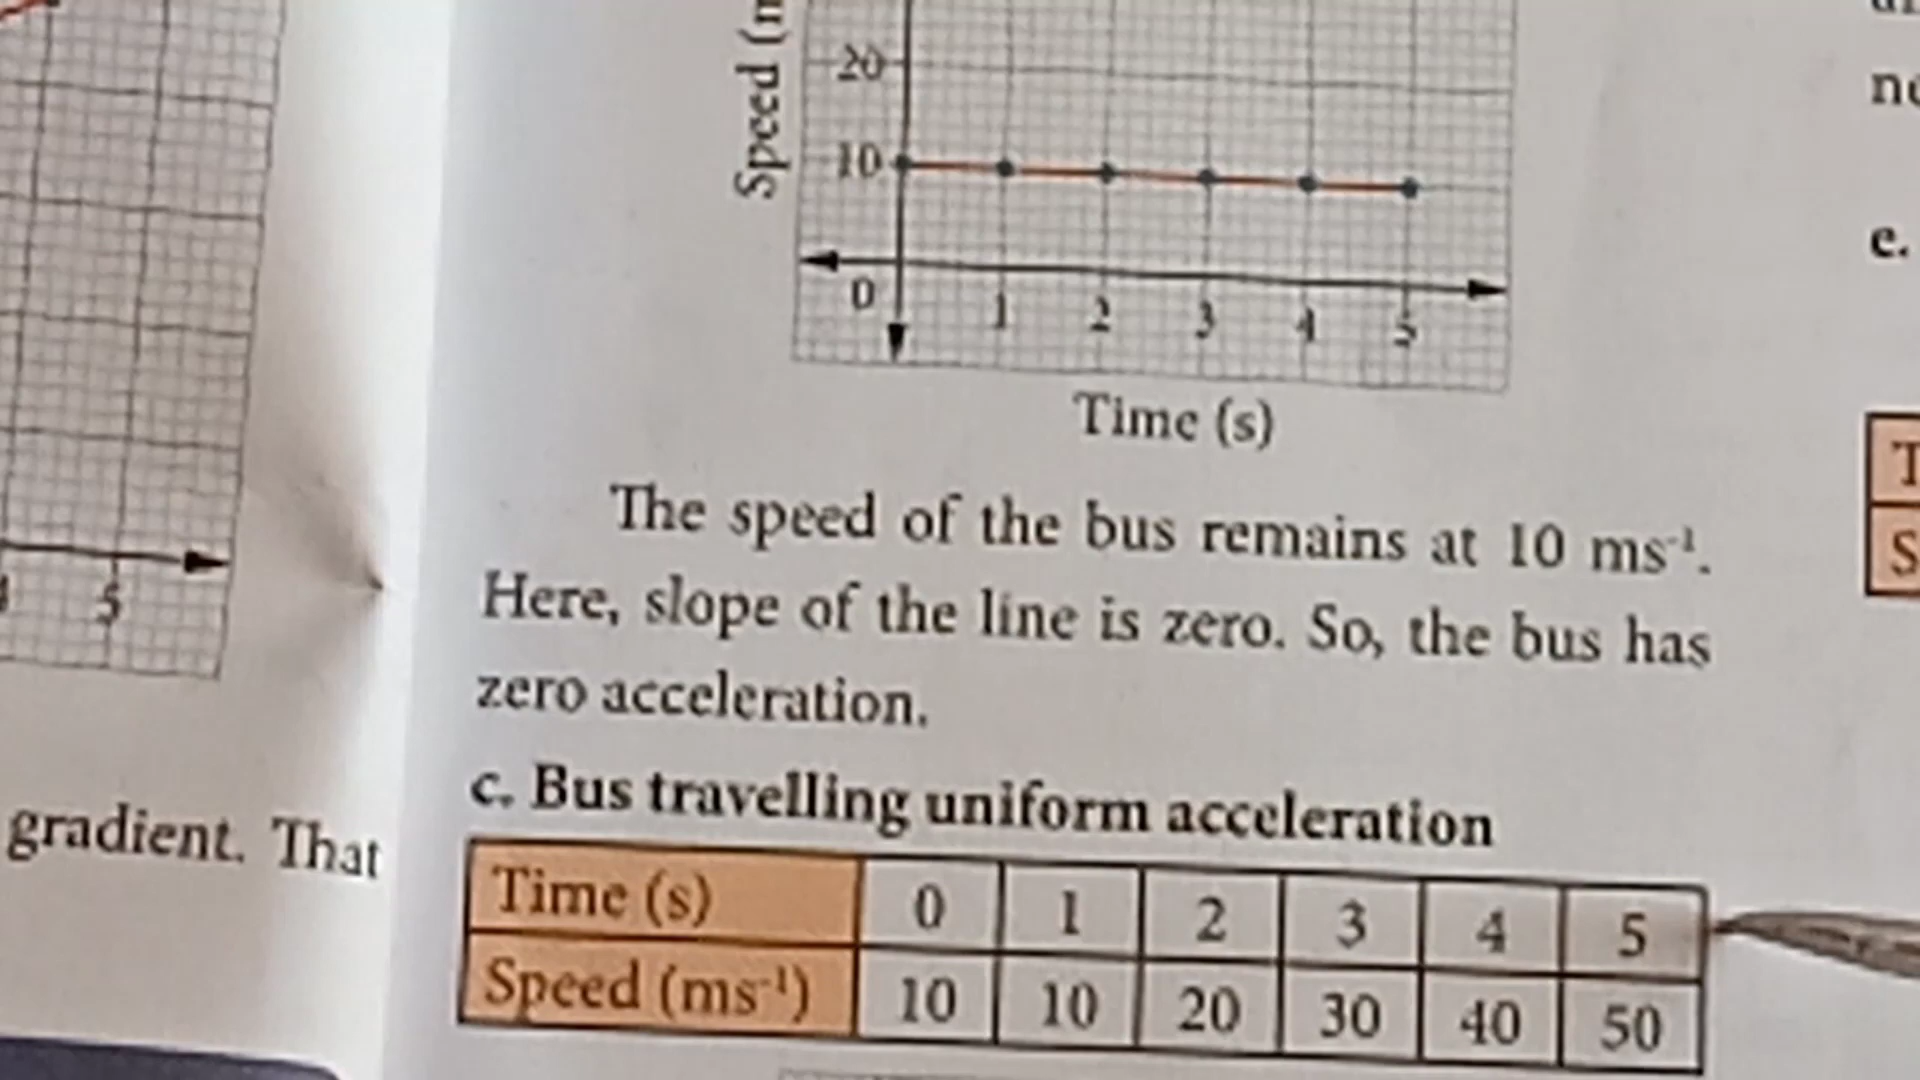 5
gradient. That
Speed (
20
10
0 1 2 3 4 5
Time (s)
The speed of the bus remains at 10 ms⁻¹.
Here, slope of the line is zero. So, the bus has
zero acceleration.
c. Bus travelling uniform acceleration
Time (s) 0 1 2 3 4 5
Speed (ms⁻¹) 10 10 20 30 40 50
e.